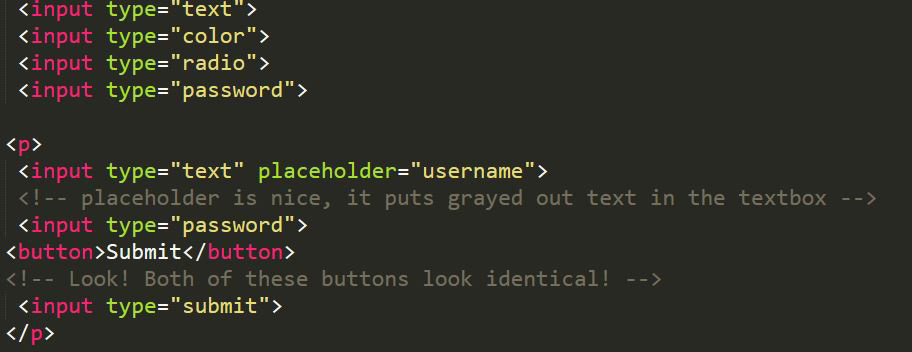 <input type="text">
<input type="color">
<input type="radio">
<input type="password">
<p>
<input type="text" placeholder="username">
<!-- placeholder is nice, it puts grayed out text in the textbox -->
<input type="password">
<button>Submit</button>
<!-- Look! Both of these buttons look identical! -->
<input type="submit">
</p>